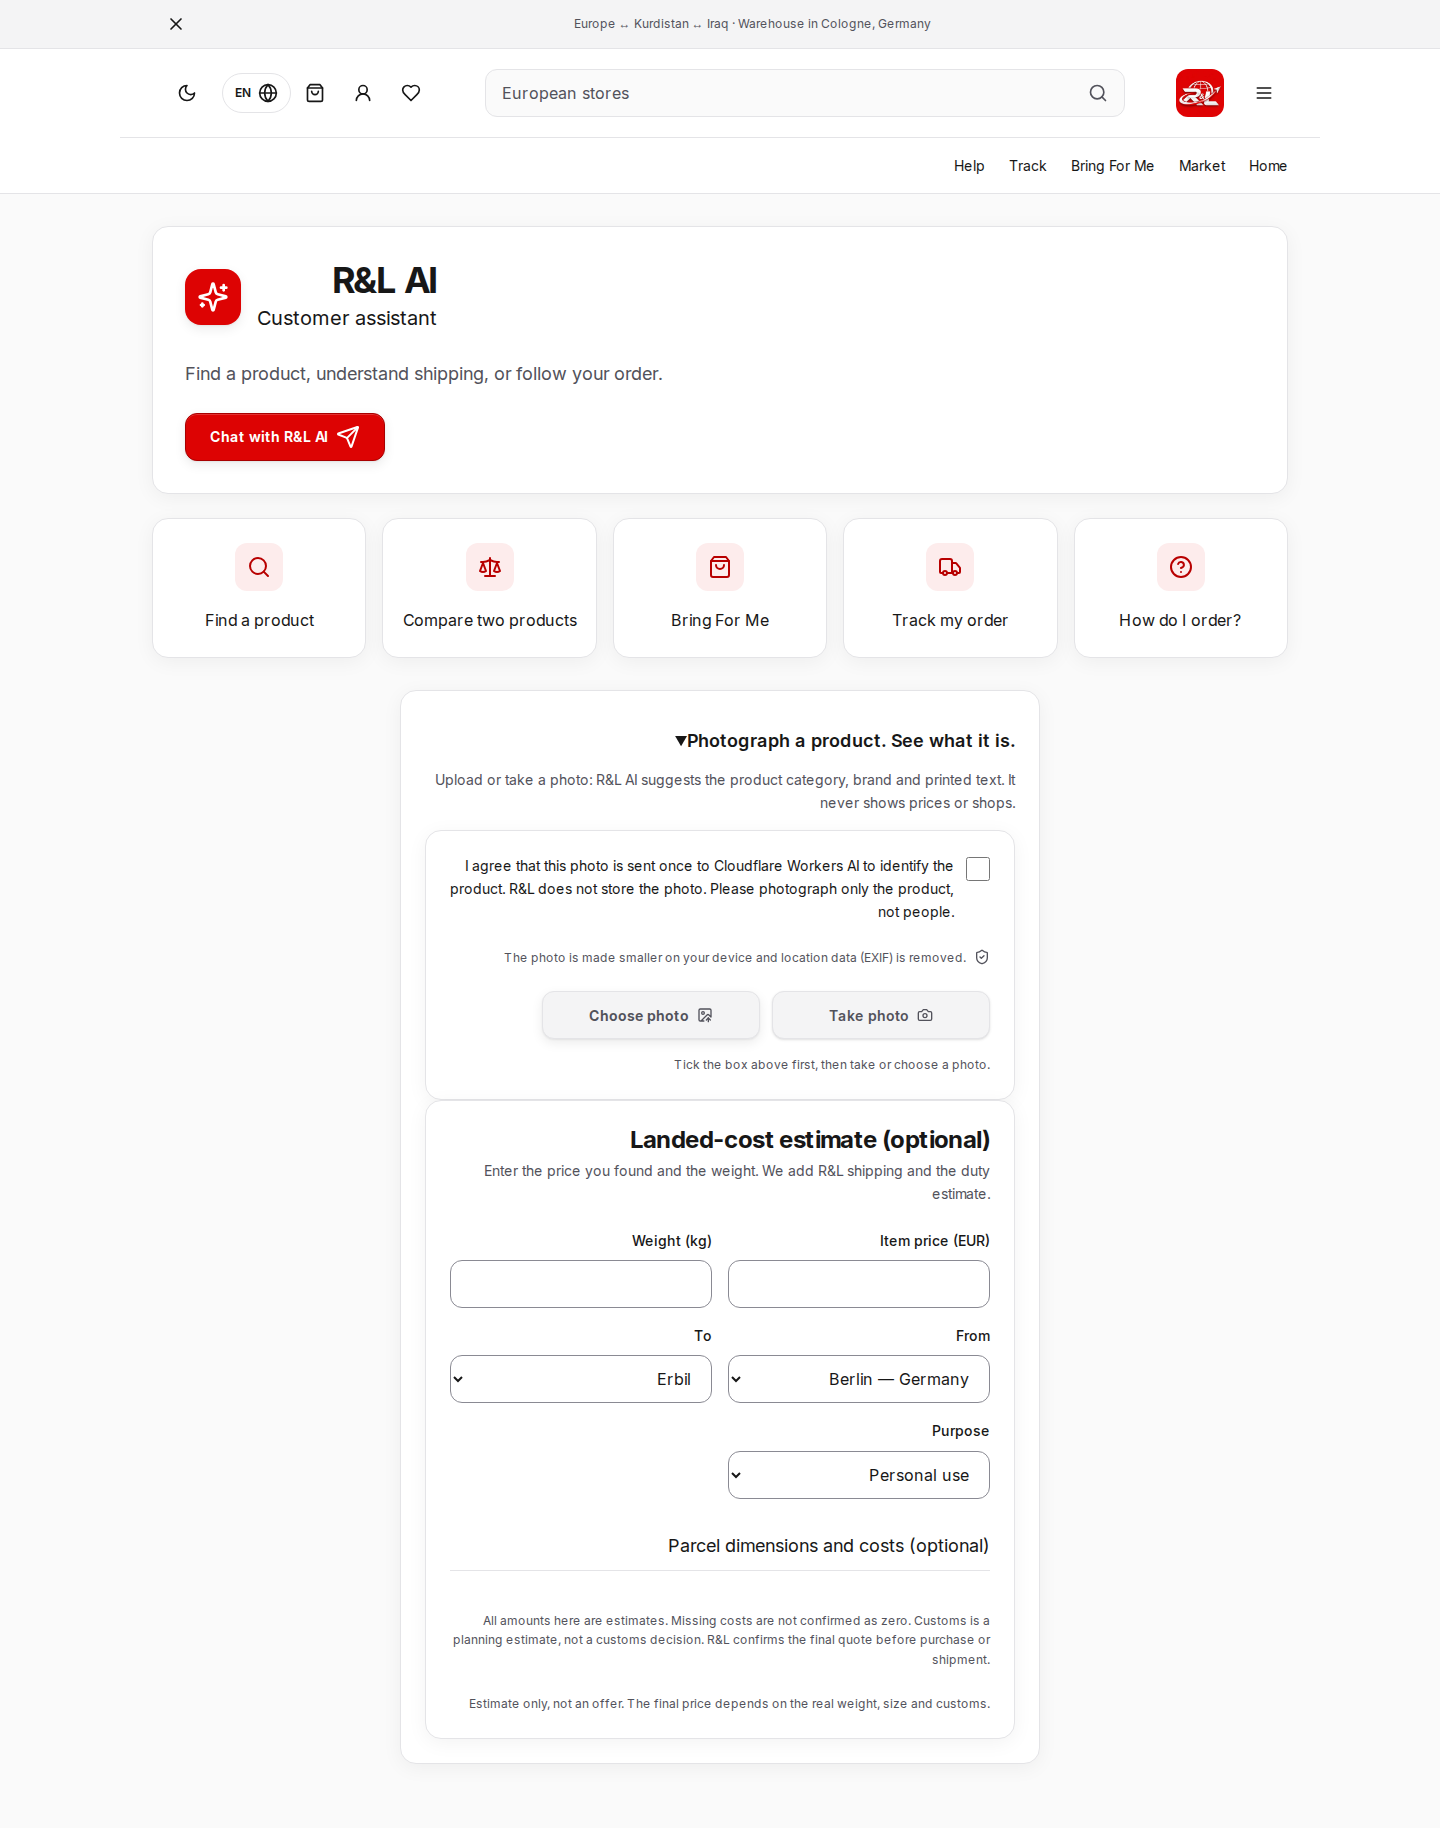 Europe ↔ Kurdistan ↔ Iraq · Warehouse in Cologne, Germany
EN
European stores
R&L
Help
Track
Bring For Me
Market
Home
R&L AI
Customer assistant
Find a product, understand shipping, or follow your order.
Chat with R&L AI
Find a product
Compare two products
Bring For Me
Track my order
How do I order?
▼Photograph a product. See what it is.
Upload or take a photo: R&L AI suggests the product category, brand and printed text. It
never shows prices or shops.
I agree that this photo is sent once to Cloudflare Workers AI to identify the
product. R&L does not store the photo. Please photograph only the product,
not people.
The photo is made smaller on your device and location data (EXIF) is removed.
Choose photo
Take photo
Tick the box above first, then take or choose a photo.
Landed-cost estimate (optional)
Enter the price you found and the weight. We add R&L shipping and the duty
estimate.
Weight (kg)
Item price (EUR)
To
From
Erbil
Berlin — Germany
Purpose
Personal use
Parcel dimensions and costs (optional)
All amounts here are estimates. Missing costs are not confirmed as zero. Customs is a
planning estimate, not a customs decision. R&L confirms the final quote before purchase or
shipment.
Estimate only, not an offer. The final price depends on the real weight, size and customs.